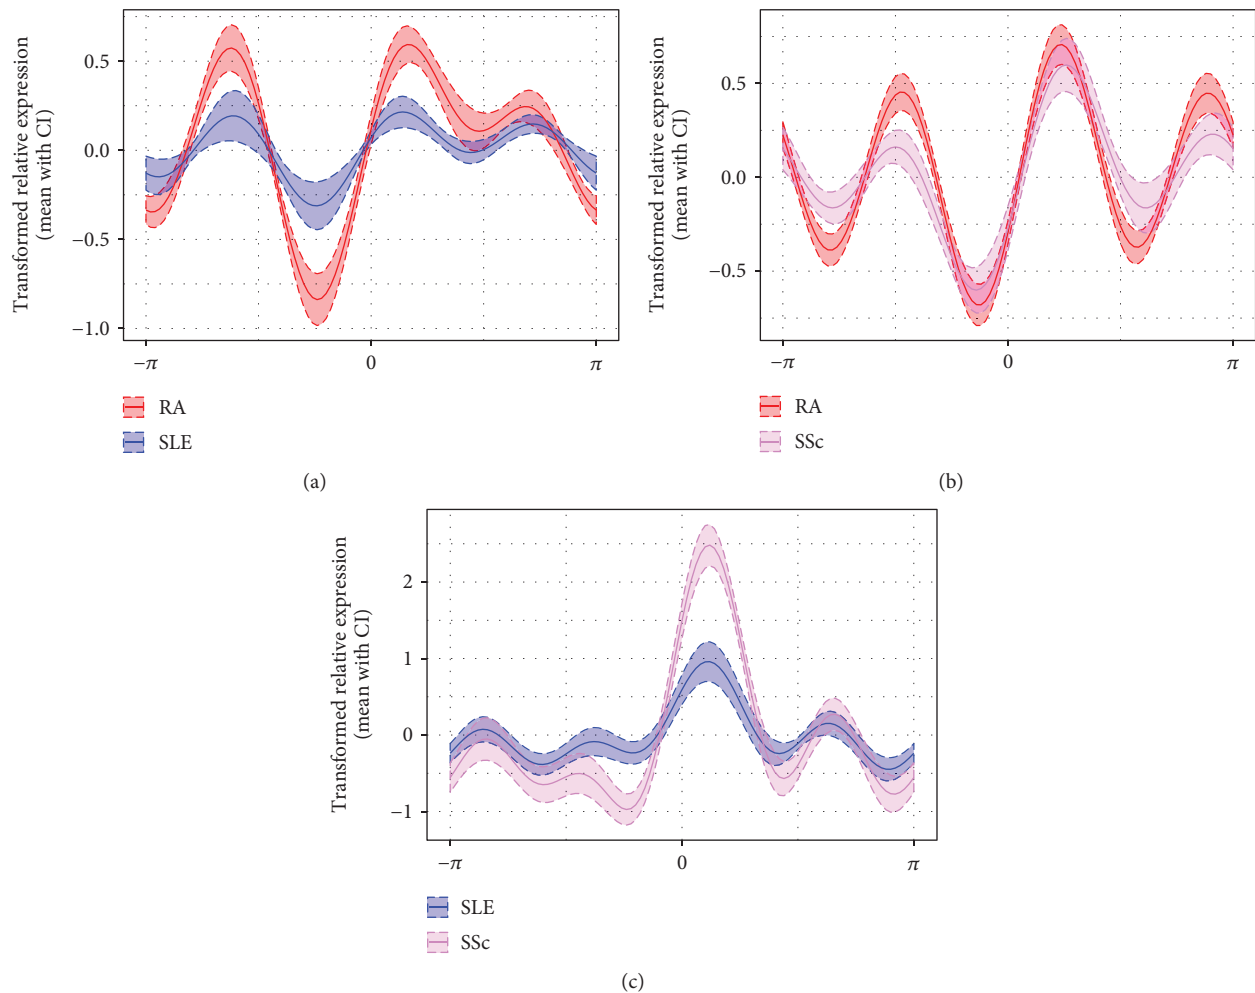 Transformed relative expression
(mean with CI)
0.5
0.0
−0.5
−1.0
−π
0
π
RA
SLE
(a)
Transformed relative expression
(mean with CI)
0.5
0.0
−0.5
−π
0
π
RA
SSc
(b)
Transformed relative expression
(mean with CI)
2
1
0
−1
−π
0
π
SLE
SSc
(c)